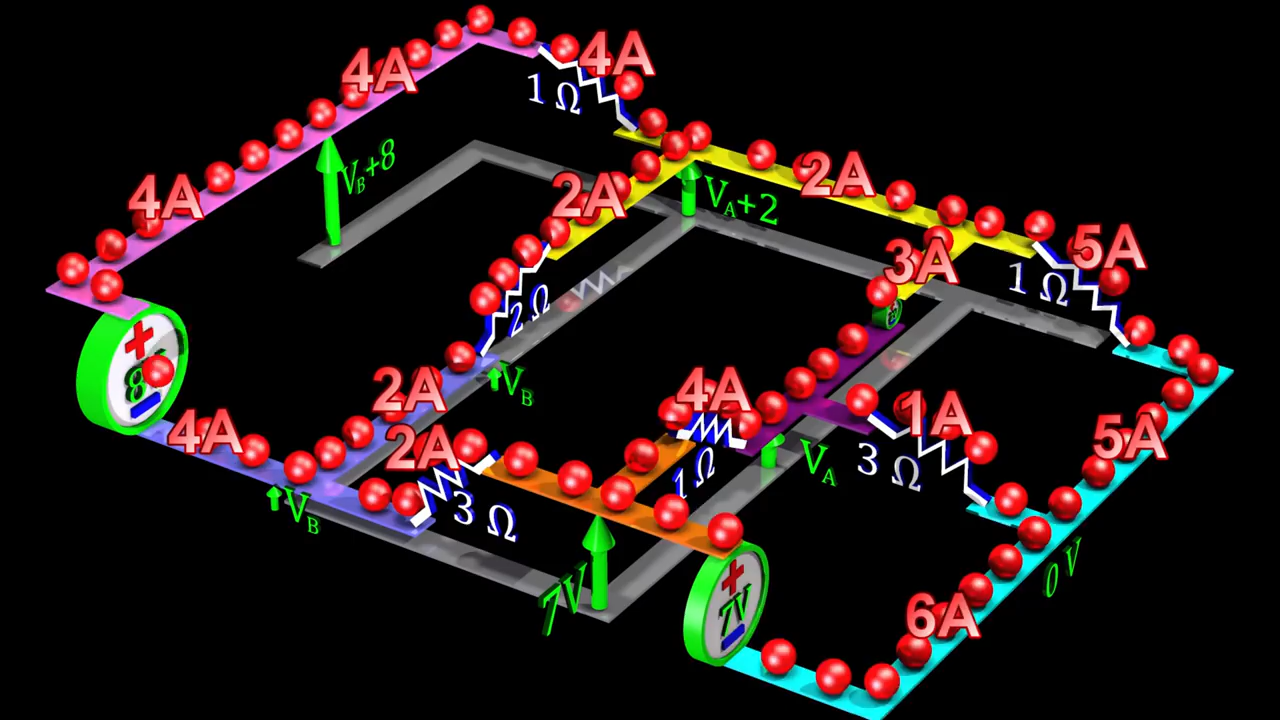 4A
4A
1 Ω
V_B+8
4A
2A
2A
V_A+2
3A
5A
1 Ω
2 Ω
+
8
4A
2A
V_B
4A
1A
5A
2A
1 Ω
V_A
3 Ω
V_B
3 Ω
7V
+
7V
0 V
6A